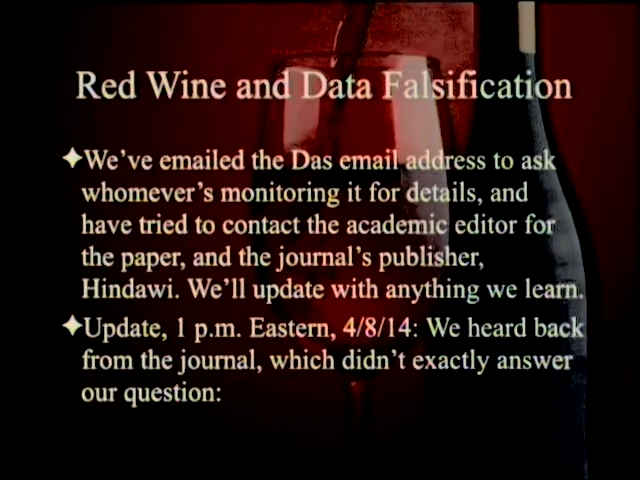 Red Wine and Data Falsification
We've emailed the Das email address to ask
whomever's monitoring it for details, and
have tried to contact the academic editor for
the paper, and the journal's publisher,
Hindawi. We'll update with anything we learn.
Update, 1 p.m. Eastern, 4/8/14: We heard back
from the journal, which didn't exactly answer
our question: